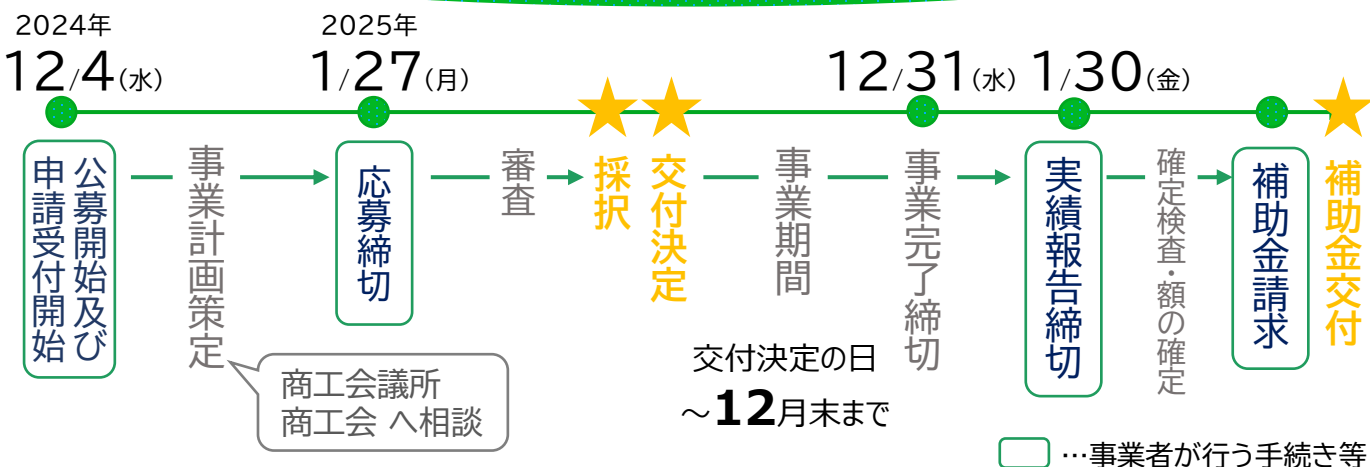 2024年
12/4(水)
2025年
1/27(月)
12/31(水)
1/30(金)
公募開始及び
申請受付開始
事業計画策定
応募締切
審査
採択
交付決定
事業期間
事業完了締切
実績報告締切
確定検査・額の確定
補助金請求
補助金交付
商工会議所
商工会 へ相談
交付決定の日
～12月末まで
…事業者が行う手続き等